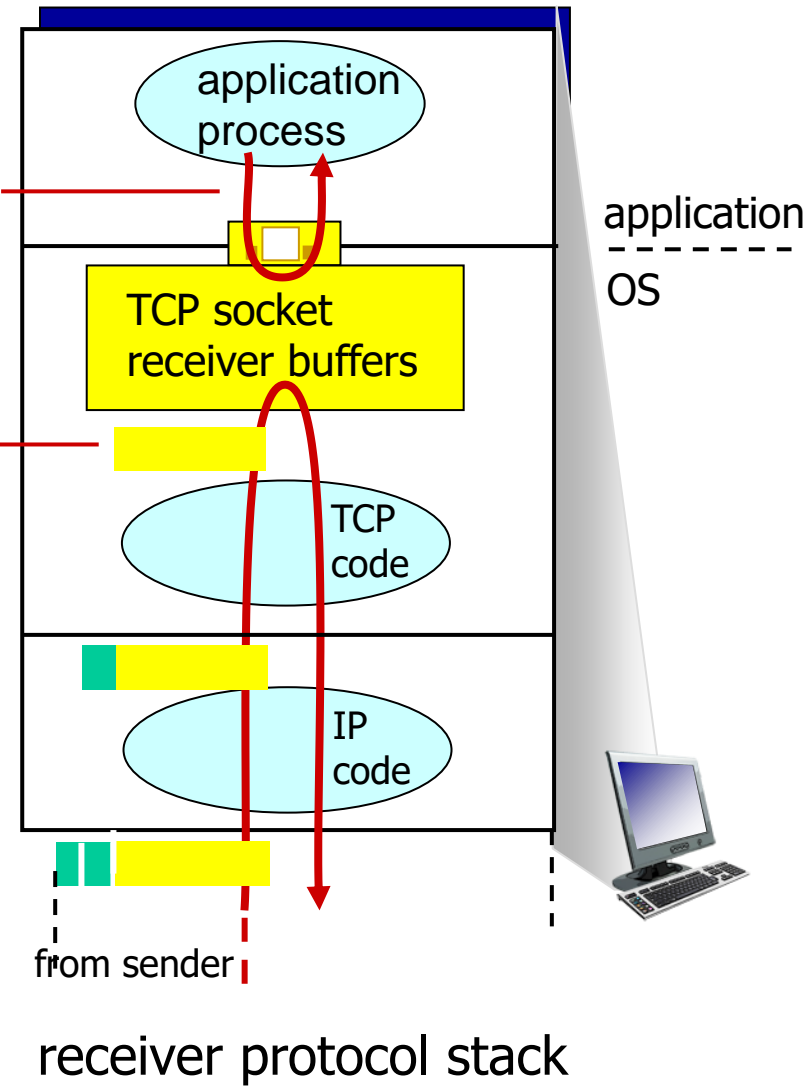 application
process
application
OS
TCP socket
receiver buffers
TCP
code
IP
code
from sender
receiver protocol stack